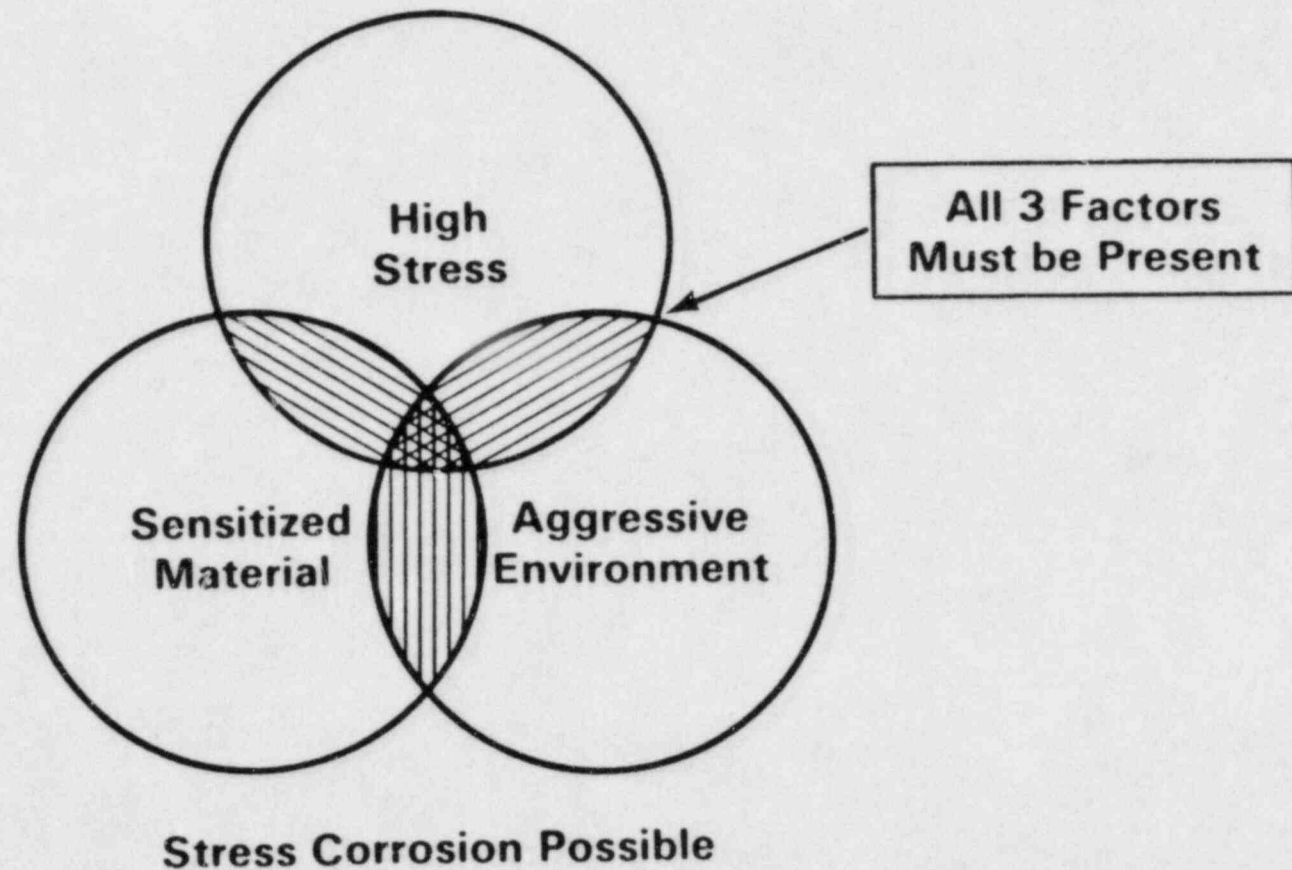 High
Stress
All 3 Factors
Must be Present
Sensitized
Material
Aggressive
Environment
Stress Corrosion Possible